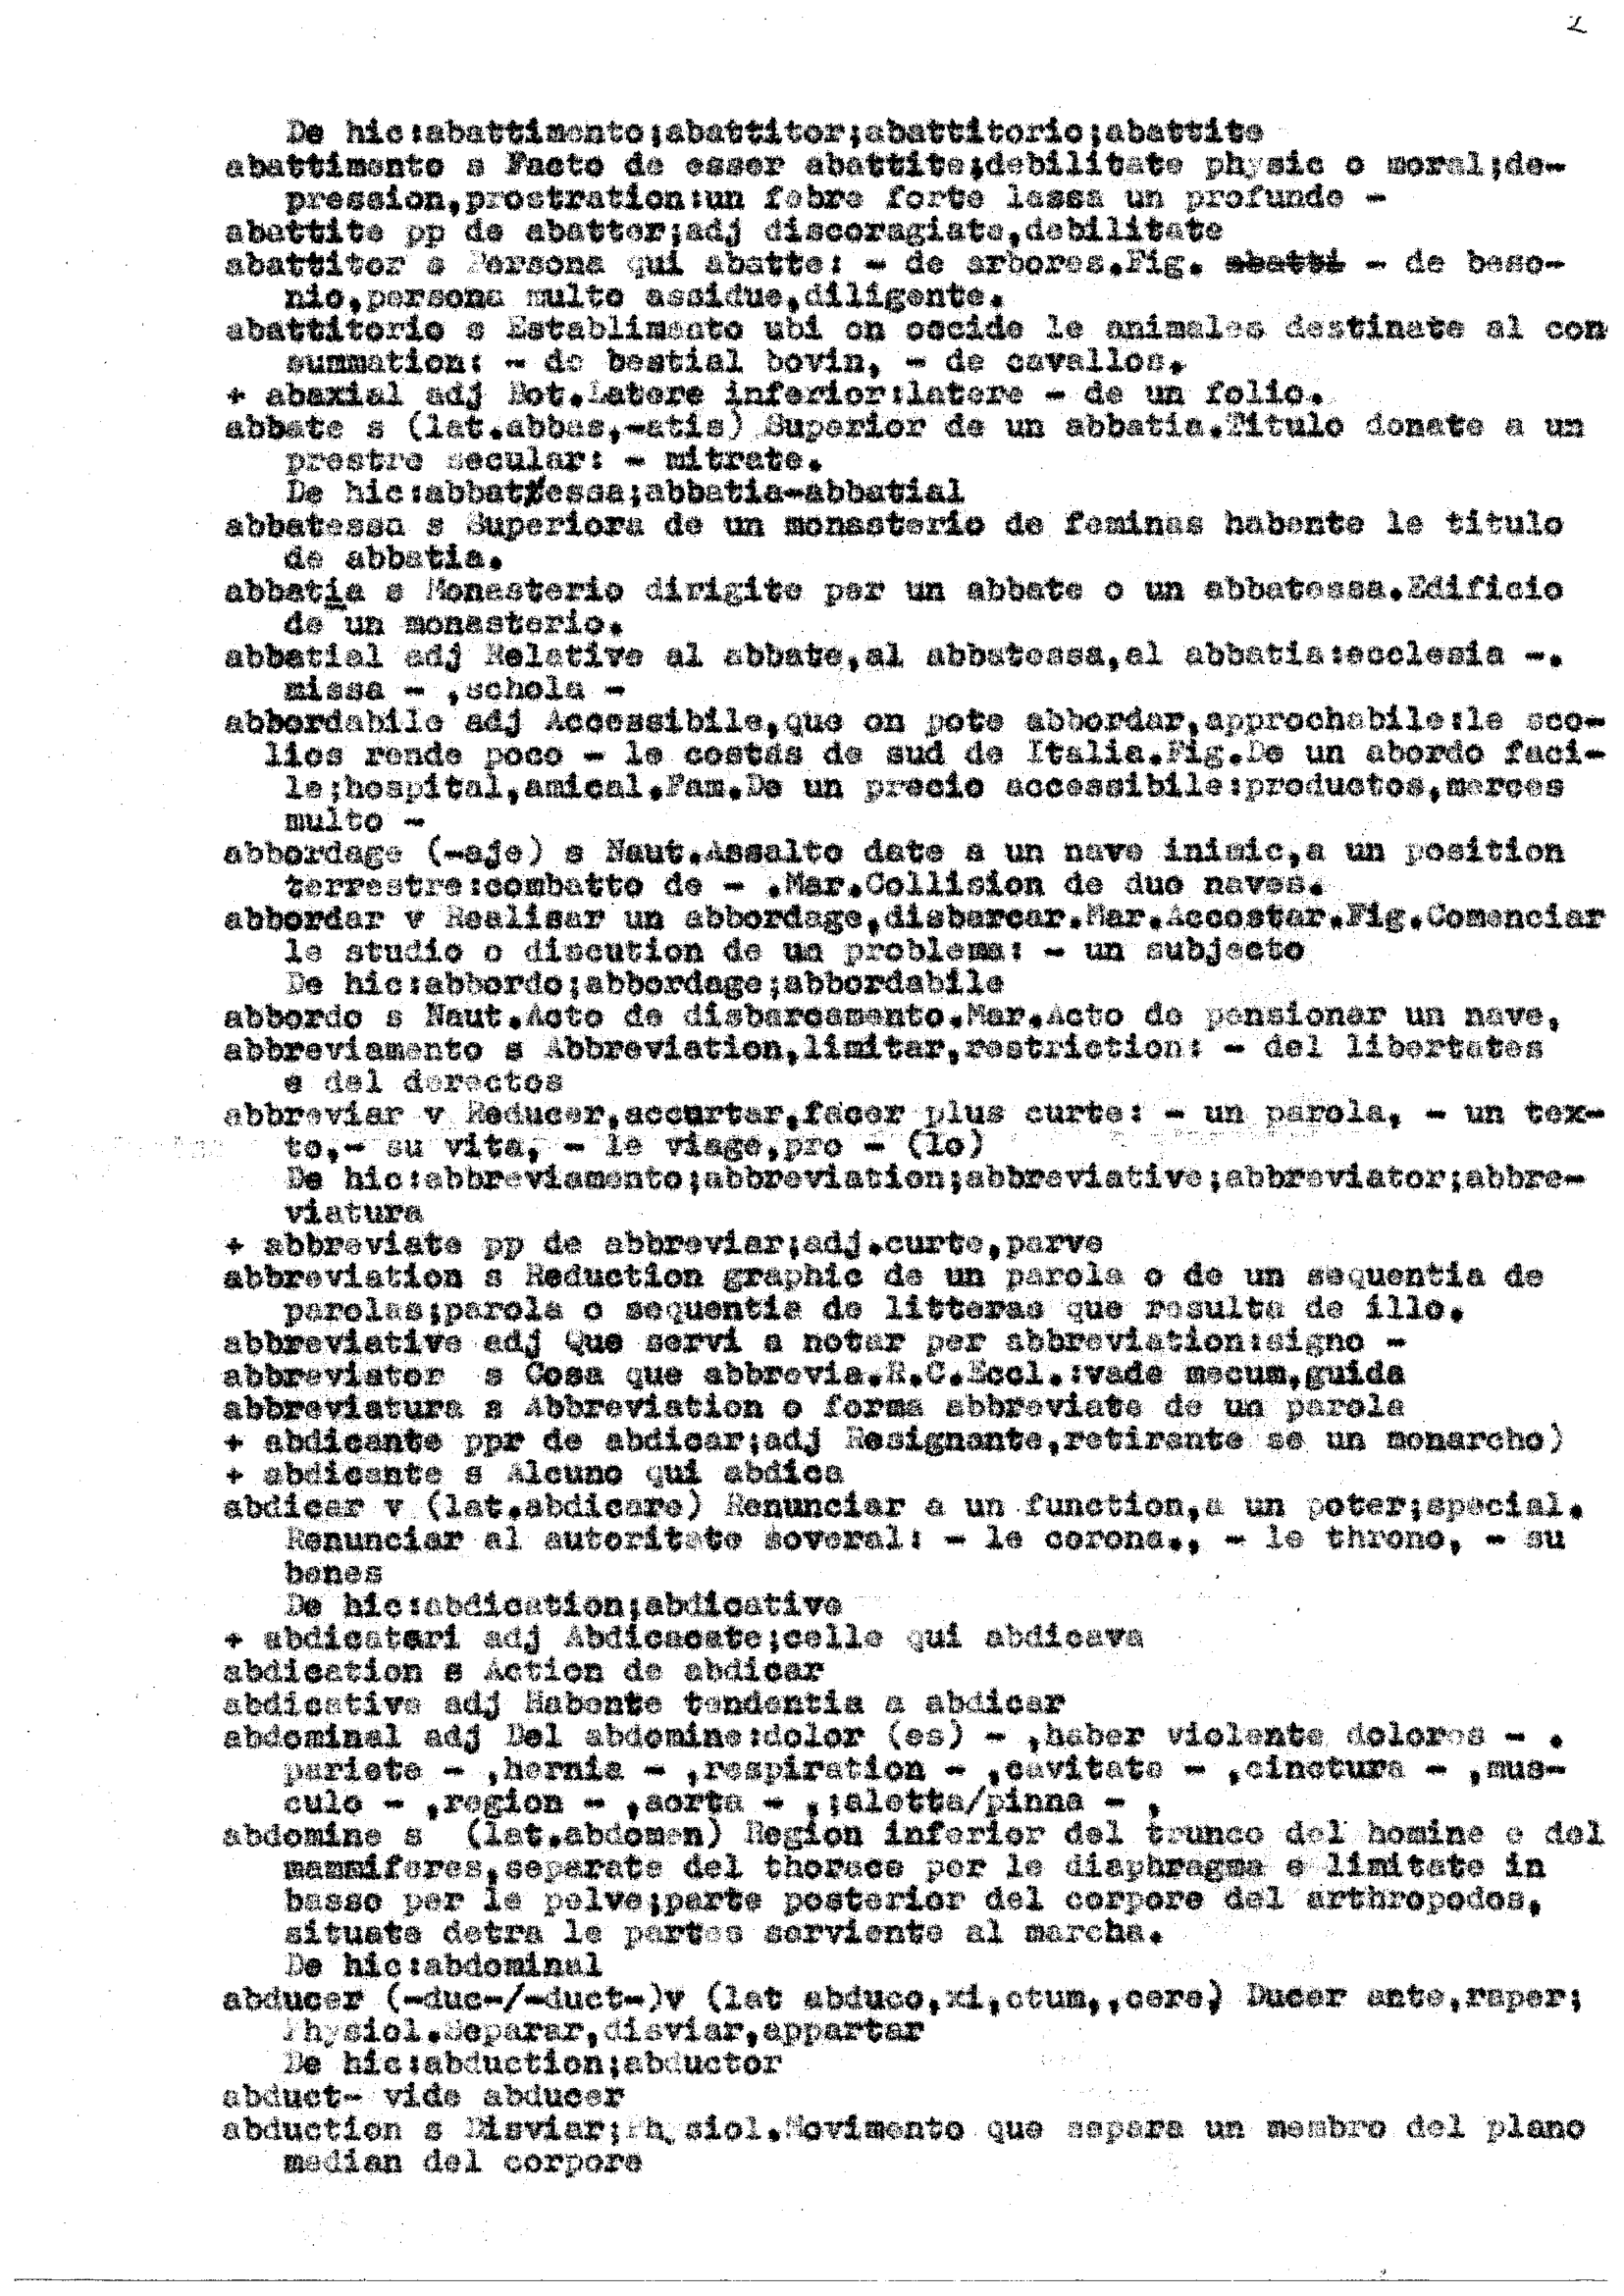 2
De hic:abattimento;abattitor;abattitorio;abattite
abattimento s Facto de esser abattite;debilitate physic o moral;de-
pression,prostration:un febre forte lassa un profunde -
abattite pp de abatter;adj discoragiate,debilitate
abattitor s Persona qui abatte: - de arbores.Fig. abatti - de beso-
nio,persona multo assidue,diligente.
abattitorio s Establimento ubi on occide le animales destinate al con
summation: - de bestial bovin, - de cavallos.
+ abaxial adj Bot.Latere inferior:latere - de un folio.
abbate s (lat.abbas,-atis) Superior de un abbatia.Titulo donate a un
prestre secular: - mitrate.
De hic:abbatessa;abbatia-abbatial
abbatessa s Superiora de un monasterio de feminas habente le titulo
de abbatia.
abbatia s Monasterio dirigite per un abbate o un abbatessa.Edificio
de un monasterio.
abbatial adj Relative al abbate,al abbatessa,al abbatia:ecclesia -.
missa - ,schola -
abbordabile adj Accessibile,que on pote abbordar,approchabile:le sco-
lios rende poco - le costas de sud de Italia.Fig.De un abordo faci-
le;hospital,amical.Fam.De un precio accessibile:productos,merces
multo -
abbordage (-aje) s Naut.Assalto date a un nave inimic,a un position
terrestre:combatto de - .Mar.Collision de duo naves.
abbordar v Realisar un abbordage,disbarcar.Mar.Accostar.Fig.Comenciar
le studio o discution de un problema: - un subjecto
De hic:abbordo;abbordage;abbordabile
abbordo s Naut.Acto de disbarcamento.Mar.Acto de pensionar un nave,
abbreviamento s Abbreviation,limitar,restriction: - del libertates
e del derectos
abbreviar v Reducer,accurtar,facer plus curte: - un parola, - un tex-
to,- su vita, - le viage,pro - (lo)
De hic:abbreviamento;abbreviation;abbreviative;abbreviator;abbre-
viatura
+ abbreviate pp de abbreviar;adj.curte,parve
abbreviation s Reduction graphic de un parola o de un sequentia de
parolas;parola o sequentia de litteras que resulta de illo.
abbreviative adj Que servi a notar per abbreviation:signo -
abbreviator  s Cosa que abbrevia.R.C.Eccl.:vade mecum,guida
abbreviatura s Abbreviation o forma abbreviate de un parola
+ abdicante ppr de abdicar;adj Resignante,retirante se un monarcho)
+ abdicante s Alcuno qui abdica
abdicar v (lat.abdicare) Renunciar a un function,a un poter;special.
Renunciar al autoritate soveral: - le corona., - le throno, - su
benes
De hic:abdication;abdicative
+ abdicatari adj Abdicacate;celle qui abdicava
abdication s Action de abdicar
abdicative adj Habente tendentia a abdicar
abdominal adj Del abdomine:dolor (es) - ,haber violente dolores - .
pariete - ,hernia - ,respiration - ,cavitate - ,cinctura - ,mus-
culo - ,region - ,aorta - ,;aletta/pinna - ,
abdomine s  (lat.abdomen) Region inferior del trunco del homine e del
mammiferes,separate del thorace per le diaphragma e limitate in
basso per le pelve;parte posterior del corpore del arthropodos,
situate detra le partes serviente al marcha.
De hic:abdominal
abducer (-duc-/-duct-)v (lat abduco,xi,ctum,,cere) Ducer ante,raper;
Physiol.Separar,disviar,appartar
De hic:abduction;abductor
abduct- vide abducer
abduction s Disviar;Physiol.Movimento que separa un membro del plano
median del corpore